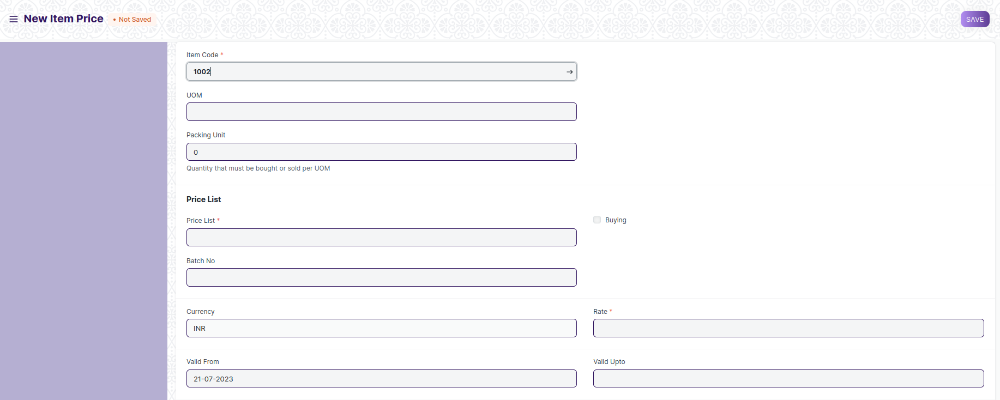 New Item Price • Not Saved SAVE
Item Code *
1002 →
UOM
Packing Unit
0
Quantity that must be bought or sold per UOM
Price List
Price List *
Buying
Batch No
Currency
INR
Rate *
Valid From
21-07-2023
Valid Upto